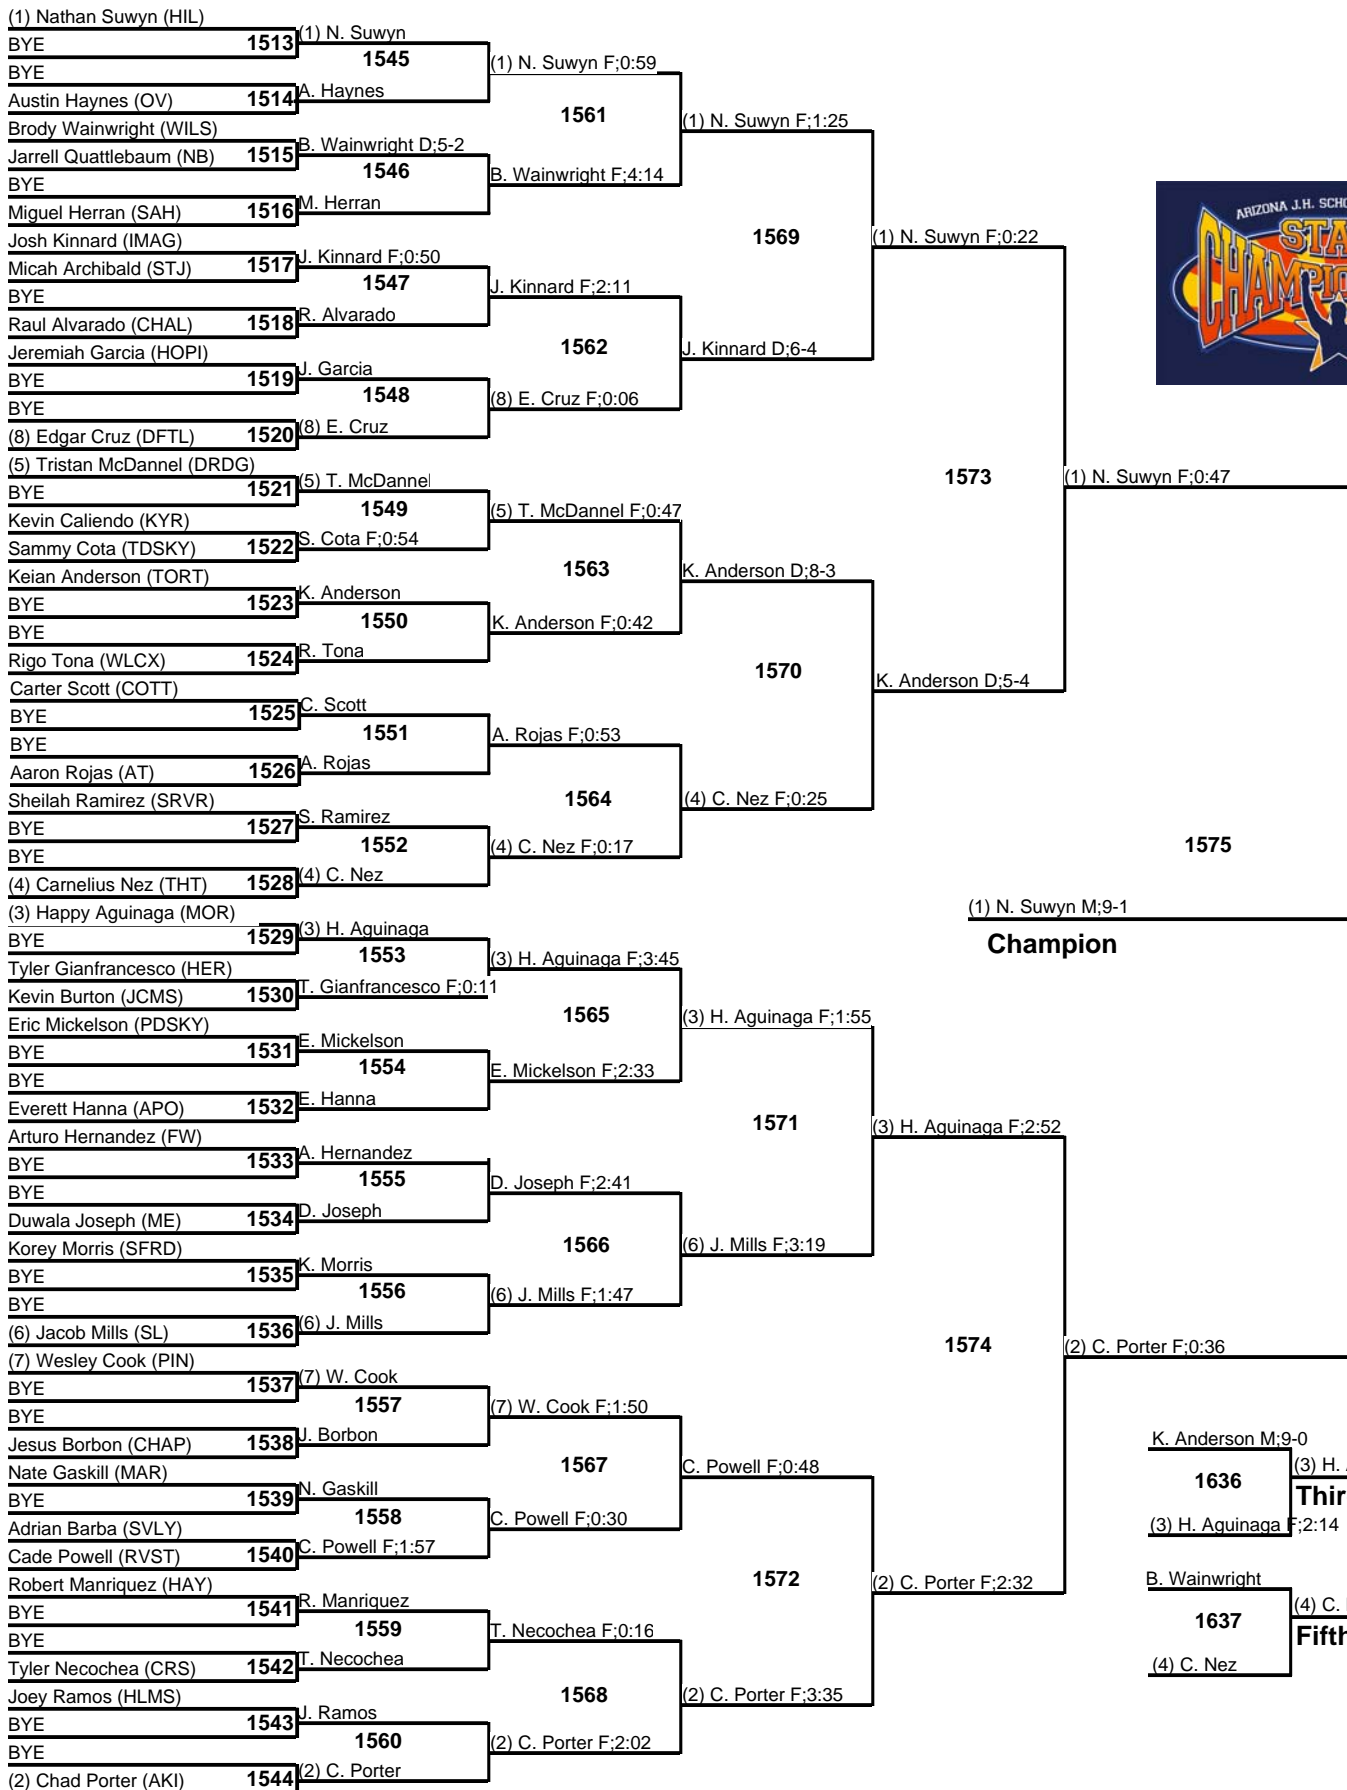 (1) Nathan Suwyn (HIL)
BYE 1513
BYE
Austin Haynes (OV) 1514
Brody Wainwright (WILS)
Jarrell Quattlebaum (NB) 1515
BYE
Miguel Herran (SAH) 1516
Josh Kinnard (IMAG)
Micah Archibald (STJ) 1517
BYE
Raul Alvarado (CHAL) 1518
Jeremiah Garcia (HOPI)
BYE 1519
BYE
(8) Edgar Cruz (DFTL) 1520
(5) Tristan McDannel (DRDG)
BYE 1521
Kevin Caliendo (KYR)
Sammy Cota (TDSKY) 1522
Keian Anderson (TORT)
BYE 1523
BYE
Rigo Tona (WLCX) 1524
Carter Scott (COTT)
BYE 1525
BYE
Aaron Rojas (AT) 1526
Sheilah Ramirez (SRVR)
BYE 1527
BYE
(4) Carnelius Nez (THT) 1528
(3) Happy Aguinaga (MOR)
BYE 1529
Tyler Gianfrancesco (HER)
Kevin Burton (JCMS) 1530
Eric Mickelson (PDSKY)
BYE 1531
BYE
Everett Hanna (APO) 1532
Arturo Hernandez (FW)
BYE 1533
BYE
Duwala Joseph (ME) 1534
Korey Morris (SFRD)
BYE 1535
BYE
(6) Jacob Mills (SL) 1536
(7) Wesley Cook (PIN)
BYE 1537
BYE
Jesus Borbon (CHAP) 1538
Nate Gaskill (MAR)
BYE 1539
Adrian Barba (SVLY)
Cade Powell (RVST) 1540
Robert Manriquez (HAY)
BYE 1541
BYE
Tyler Necochea (CRS) 1542
Joey Ramos (HLMS)
BYE 1543
BYE
(2) Chad Porter (AKI) 1544
(1) N. Suwyn
1545
A. Haynes
B. Wainwright D;5-2
1546
M. Herran
J. Kinnard F;0:50
1547
R. Alvarado
J. Garcia
1548
(8) E. Cruz
(5) T. McDannel
1549
S. Cota F;0:54
K. Anderson
1550
R. Tona
C. Scott
1551
A. Rojas
S. Ramirez
1552
(4) C. Nez
(3) H. Aguinaga
1553
T. Gianfrancesco F;0:11
E. Mickelson
1554
E. Hanna
A. Hernandez
1555
D. Joseph
K. Morris
1556
(6) J. Mills
(7) W. Cook
1557
J. Borbon
N. Gaskill
1558
C. Powell F;1:57
R. Manriquez
1559
T. Necochea
J. Ramos
1560
(2) C. Porter
(1) N. Suwyn F;0:59
1561
B. Wainwright F;4:14
J. Kinnard F;2:11
1562
(8) E. Cruz F;0:06
(5) T. McDannel F;0:47
1563
K. Anderson F;0:42
A. Rojas F;0:53
1564
(4) C. Nez F;0:17
(3) H. Aguinaga F;3:45
1565
E. Mickelson F;2:33
D. Joseph F;2:41
1566
(6) J. Mills F;1:47
(7) W. Cook F;1:50
1567
C. Powell F;0:30
T. Necochea F;0:16
1568
(2) C. Porter F;2:02
(1) N. Suwyn F;1:25
1569
J. Kinnard D;6-4
K. Anderson D;8-3
1570
(4) C. Nez F;0:25
(3) H. Aguinaga F;1:55
1571
(6) J. Mills F;3:19
C. Powell F;0:48
1572
(2) C. Porter F;3:35
(1) N. Suwyn F;0:22
1573
K. Anderson D;5-4
(3) H. Aguinaga F;2:52
1574
(2) C. Porter F;2:32
ARIZONA J.H. SCHO
STA
CHAMPIO
(1) N. Suwyn F;0:47
1575
(2) C. Porter F;0:36
(1) N. Suwyn M;9-1
Champion
K. Anderson M;9-0
1636
(3) H. Aguinaga F;2:14
(3) H.
Thir
B. Wainwright
1637
(4) C. Nez
(4) C.
Fifth